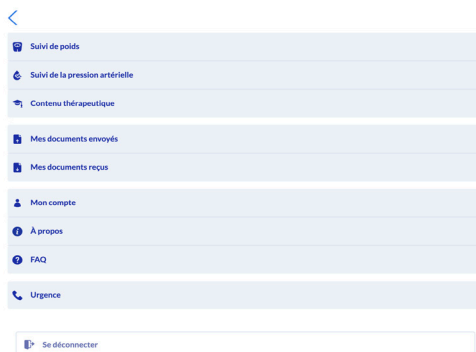 Suivi de poids
Suivi de la pression artérielle
Contenu thérapeutique
Mes documents envoyés
Mes documents reçus
Mon compte
À propos
FAQ
Urgence
Se déconnecter